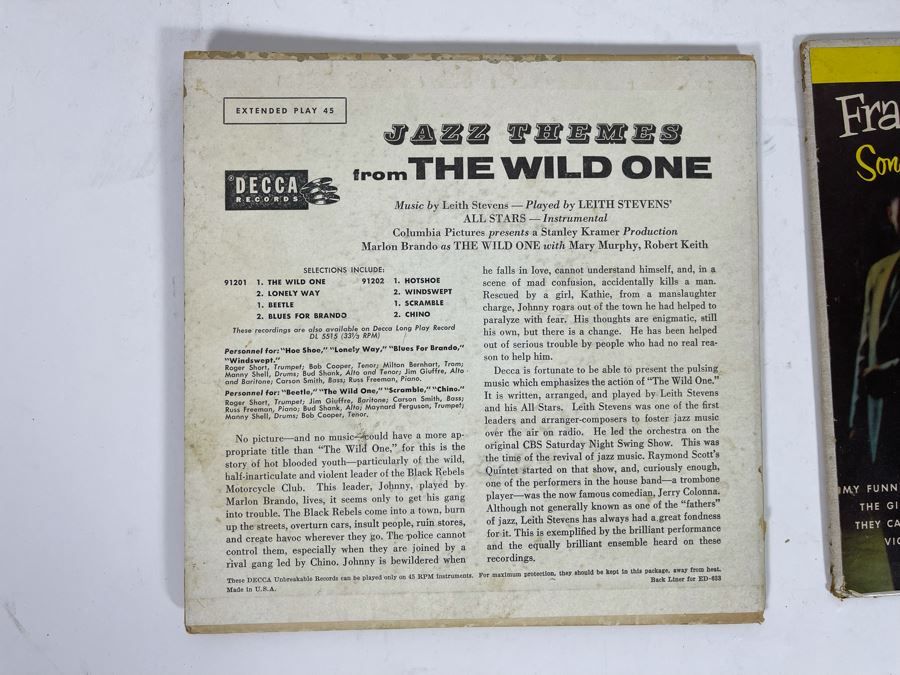 EXTENDED PLAY 45
JAZZ THEMES
from THE WILD ONE
DECCA
RECORDS
Music by Leith Stevens — Played by LEITH STEVENS'
ALL STARS — Instrumental
Columbia Pictures presents a Stanley Kramer Production
Marlon Brando as THE WILD ONE with Mary Murphy, Robert Keith
SELECTIONS INCLUDE:
91201 1. THE WILD ONE 91202 1. HOTSHOE
2. LONELY WAY 2. WINDSWEPT
1. BEETLE 1. SCRAMBLE
2. BLUES FOR BRANDO 2. CHINO
These recordings are also available on Decca Long Play Record
DL 5515 (33⅓ RPM)
Personnel for: "Hoe Shoe," "Lonely Way," "Blues For Brando,"
"Windswept."
Roger Short, Trumpet; Bob Cooper, Tenor; Milton Bernhart, Trom;
Manny Shell, Drums; Bud Shank, Alto and Tenor; Jim Giuffre, Alto
and Baritone; Carson Smith, Bass; Russ Freeman, Piano.
Personnel for: "Beetle," "The Wild One," "Scramble," "Chino."
Roger Short, Trumpet; Jim Giuffre, Baritone; Carson Smith, Bass;
Russ Freeman, Piano; Bud Shank, Alto; Maynard Ferguson, Trumpet;
Manny Shell, Drums; Bob Cooper, Tenor.
No picture—and no music—could have a more ap-
propriate title than "The Wild One," for this is the
story of hot blooded youth—particularly of the wild,
half-inarticulate and violent leader of the Black Rebels
Motorcycle Club. This leader, Johnny, played by
Marlon Brando, lives, it seems only to get his gang
into trouble. The Black Rebels come into a town, burn
up the streets, overturn cars, insult people, ruin stores,
and create havoc wherever they go. The police cannot
control them, especially when they are joined by a
rival gang led by Chino. Johnny is bewildered when
he falls in love, cannot understand himself, and, in a
scene of mad confusion, accidentally kills a man.
Rescued by a girl, Kathie, from a manslaughter
charge, Johnny roars out of the town he had helped to
paralyze with fear. His thoughts are enigmatic, still
his own, but there is a change. He has been helped
out of serious trouble by people who had no real rea-
son to help him.
Decca is fortunate to be able to present the pulsing
music which emphasizes the action of "The Wild One."
It is written, arranged, and played by Leith Stevens
and his All-Stars. Leith Stevens was one of the first
leaders and arranger-composers to foster jazz music
over the air on radio. He led the orchestra on the
original CBS Saturday Night Swing Show. This was
the time of the revival of jazz music. Raymond Scott's
Quintet started on that show, and, curiously enough,
one of the performers in the house band—a trombone
player—was the now famous comedian, Jerry Colonna.
Although not generally known as one of the "fathers"
of jazz, Leith Stevens has always had a great fondness
for it. This is exemplified by the brilliant performance
and the equally brilliant ensemble heard on these
recordings.
These DECCA Unbreakable Records can be played only on 45 RPM instruments. For maximum protection, they should be kept in this package, away from heat.
Made in U.S.A. Back Liner for ED-633
Fra
Son
MY FUNN
THE GI
THEY CA
VIO